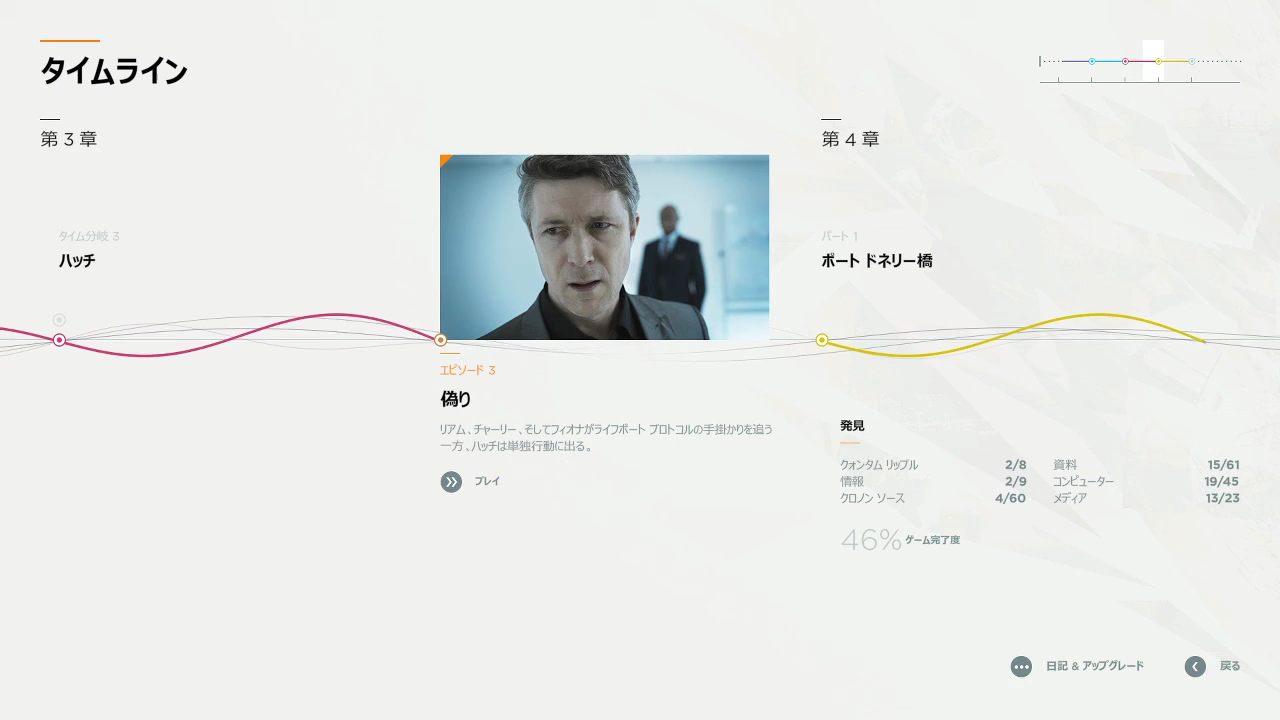 タイムライン
第 3 章
第 4 章
タイム分岐 3
ハッチ
パート 1
ポート ドネリー橋
エピソード 3
偽り
リアム、チャーリー、そしてフィオナがライフボート プロトコルの手掛かりを追う
一方、ハッチは単独行動に出る。
プレイ
発見
クォンタム リップル 2/8 資料 15/61
情報 2/9 コンピューター 19/45
クロノン ソース 4/60 メディア 13/23
46% ゲーム完了度
日記 & アップグレード 戻る